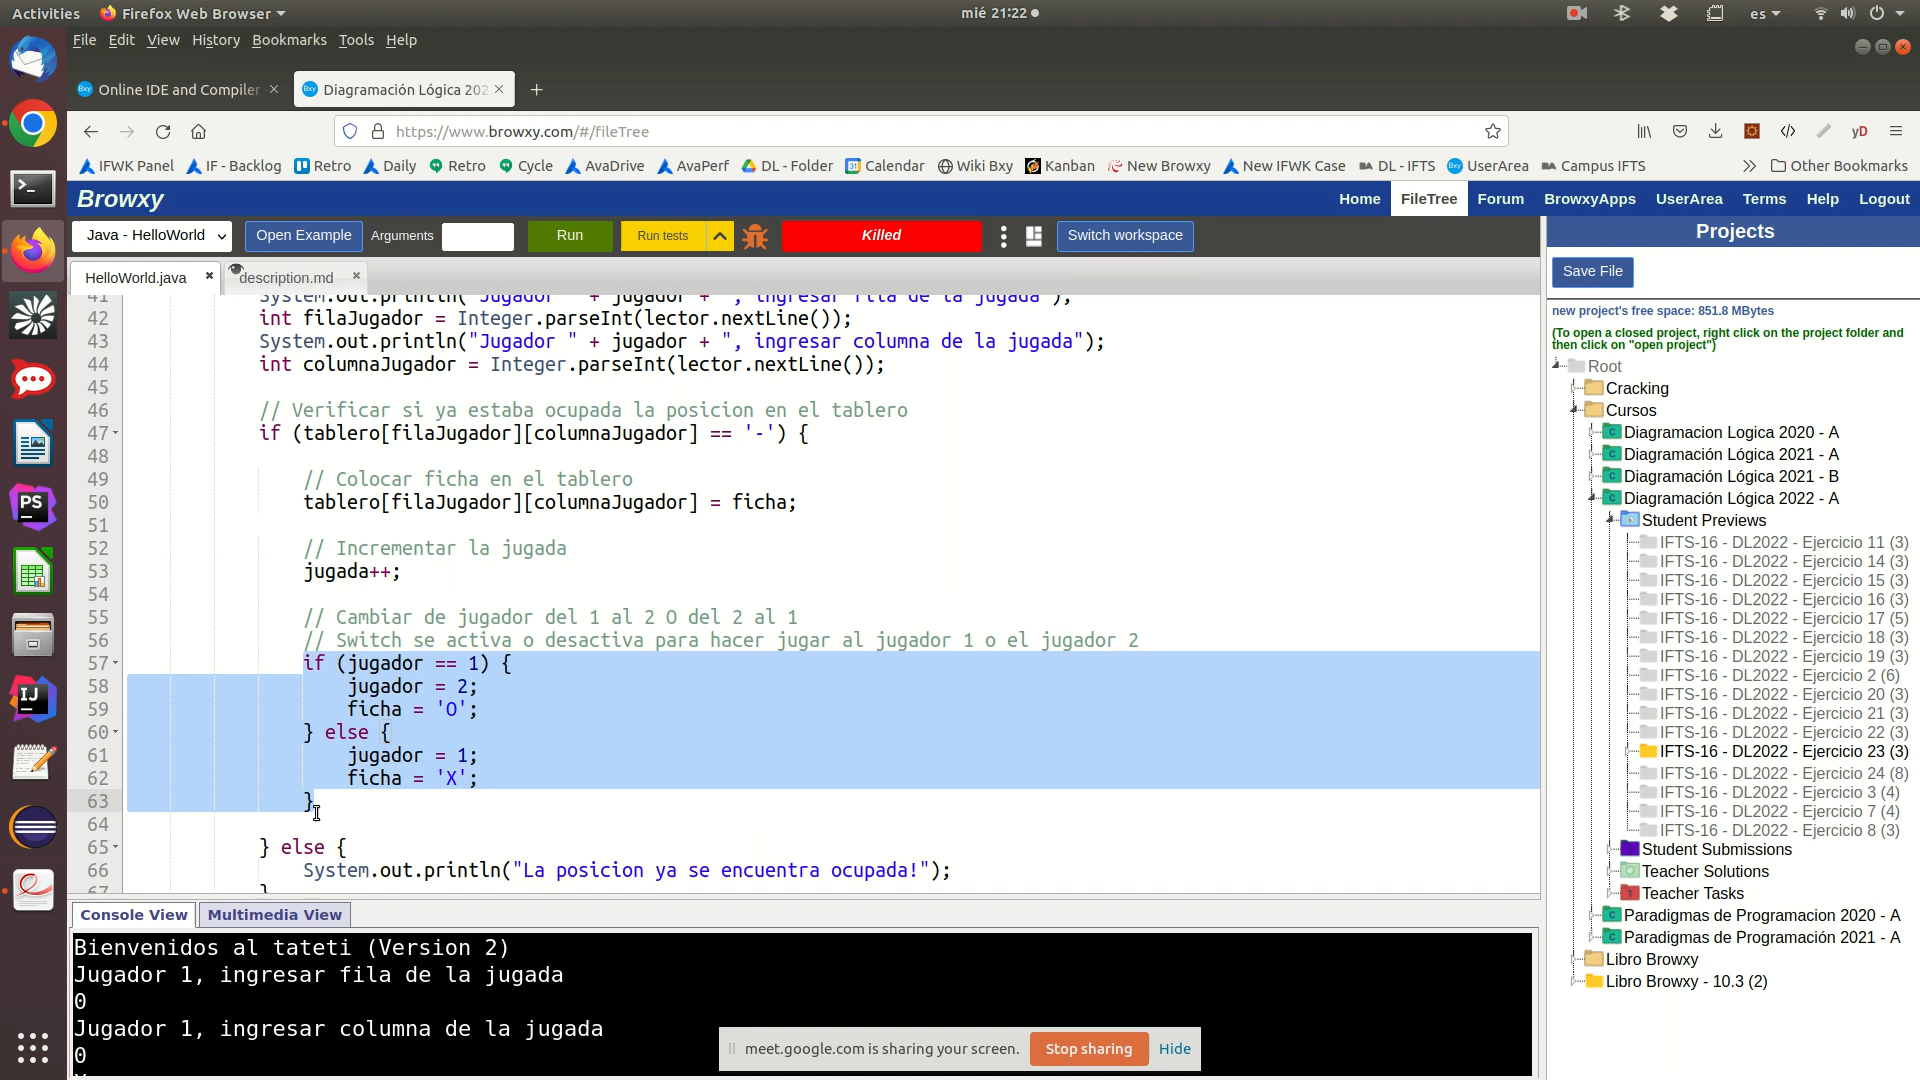 Activities Firefox Web Browser mié 21:22 es
File Edit View History Bookmarks Tools Help
Online IDE and Compiler Diagramación Lógica 202
https://www.browxy.com/#/fileTree yD
IFWK Panel IF - Backlog Retro Daily Retro Cycle AvaDrive AvaPerf DL - Folder Calendar Wiki Bxy Kanban New Browxy New IFWK Case DL - IFTS UserArea Campus IFTS Other Bookmarks
Browxy Home FileTree Forum BrowxyApps UserArea Terms Help Logout
Java - HelloWorld Open Example Arguments Run Run tests Killed Switch workspace
HelloWorld.java description.md
41 System.out.println("Jugador " + jugador + ", ingresar fila de la jugada");
42 int filaJugador = Integer.parseInt(lector.nextLine());
43 System.out.println("Jugador " + jugador + ", ingresar columna de la jugada");
44 int columnaJugador = Integer.parseInt(lector.nextLine());
45
46 // Verificar si ya estaba ocupada la posicion en el tablero
47 if (tablero[filaJugador][columnaJugador] == '-') {
48
49 // Colocar ficha en el tablero
50 tablero[filaJugador][columnaJugador] = ficha;
51
52 // Incrementar la jugada
53 jugada++;
54
55 // Cambiar de jugador del 1 al 2 O del 2 al 1
56 // Switch se activa o desactiva para hacer jugar al jugador 1 o el jugador 2
57 if (jugador == 1) {
58 jugador = 2;
59 ficha = 'O';
60 } else {
61 jugador = 1;
62 ficha = 'X';
63 }
64
65 } else {
66 System.out.println("La posicion ya se encuentra ocupada!");
67 }
Console View Multimedia View
Bienvenidos al tateti (Version 2)
Jugador 1, ingresar fila de la jugada
0
Jugador 1, ingresar columna de la jugada
0
meet.google.com is sharing your screen. Stop sharing Hide
Projects
Save File
new project's free space: 851.8 MBytes
(To open a closed project, right click on the project folder and
then click on "open project")
Root
Cracking
Cursos
Diagramacion Logica 2020 - A
Diagramación Lógica 2021 - A
Diagramación Lógica 2021 - B
Diagramación Lógica 2022 - A
Student Previews
IFTS-16 - DL2022 - Ejercicio 11 (3)
IFTS-16 - DL2022 - Ejercicio 14 (3)
IFTS-16 - DL2022 - Ejercicio 15 (3)
IFTS-16 - DL2022 - Ejercicio 16 (3)
IFTS-16 - DL2022 - Ejercicio 17 (5)
IFTS-16 - DL2022 - Ejercicio 18 (3)
IFTS-16 - DL2022 - Ejercicio 19 (3)
IFTS-16 - DL2022 - Ejercicio 2 (6)
IFTS-16 - DL2022 - Ejercicio 20 (3)
IFTS-16 - DL2022 - Ejercicio 21 (3)
IFTS-16 - DL2022 - Ejercicio 22 (3)
IFTS-16 - DL2022 - Ejercicio 23 (3)
IFTS-16 - DL2022 - Ejercicio 24 (8)
IFTS-16 - DL2022 - Ejercicio 3 (4)
IFTS-16 - DL2022 - Ejercicio 7 (4)
IFTS-16 - DL2022 - Ejercicio 8 (3)
Student Submissions
Teacher Solutions
Teacher Tasks
Paradigmas de Programacion 2020 - A
Paradigmas de Programación 2021 - A
Libro Browxy
Libro Browxy - 10.3 (2)